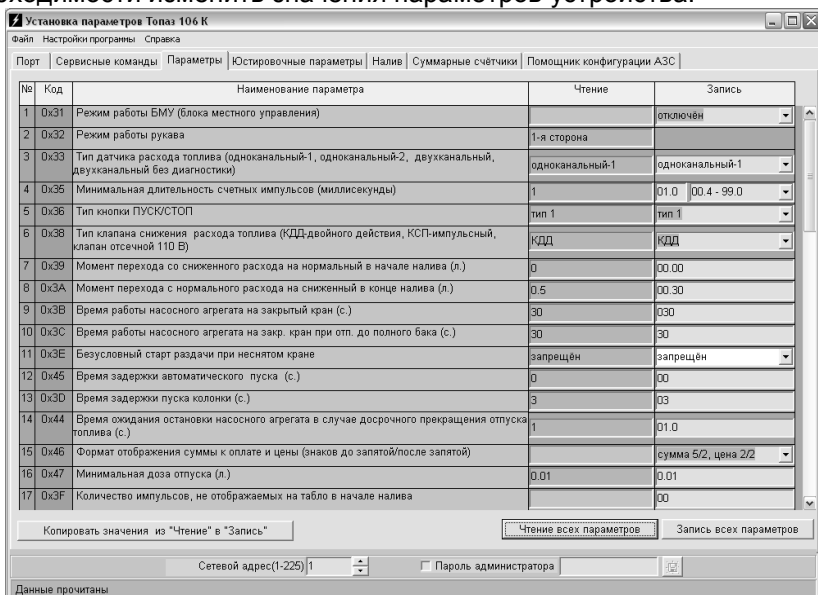 необходимости изменить значения параметров устройства.
Установка параметров Топаз 106 К
Файл Настройки програмны Справка
Порт Сервисные команды Параметры Юстировочные параметры Налив Суммарные счётчики Помощник конфигурации АЗС
№ Код Наименование параметра Чтение Запись
1 0x31 Режим работы БМУ (блока местного управления) отключён
2 0x32 Режим работы рукава 1-я сторона
3 0x33 Тип датчика расхода топлива (одноканальный-1, одноканальный-2, двухканальный,
двухканальный без диагностики) одноканальный-1 одноканальный-1
4 0x35 Минимальная длительность счетных импульсов (миллисекунды) 1 01.0 00.4 - 99.0
5 0x36 Тип кнопки ПУСК/СТОП тип 1 тип 1
6 0x38 Тип клапана снижения расхода топлива (КДД-двойного действия, КСП-импульсный,
клапан отсечной 110 В) КДД КДД
7 0x39 Момент перехода со сниженного расхода на нормальный в начале налива (л.) 0 00.00
8 0x3A Момент перехода с нормального расхода на сниженный в конце налива (л.) 0.5 00.30
9 0x3B Время работы насосного агрегата на закрытый кран (с.) 30 030
10 0x3C Время работы насосного агрегата на закр. кран при отп. до полного бака (с.) 30 30
11 0x3E Безусловный старт раздачи при неснятом кране запрещён запрещён
12 0x45 Время задержки автоматического пуска (с.) 0 00
13 0x3D Время задержки пуска колонки (с.) 3 03
14 0x44 Время ожидания остановки насосного агрегата в случае досрочного прекращения отпуска
топлива (с.) 1 01.0
15 0x46 Формат отображения суммы к оплате и цены (знаков до запятой/после запятой) сумма 5/2, цена 2/2
16 0x47 Минимальная доза отпуска (л.) 0.01 0.01
17 0x3F Количество импульсов, не отображаемых на табло в начале налива 00
Копировать значения из "Чтение" в "Запись" Чтение всех параметров Запись всех параметров
Сетевой адрес(1-225) 1 Пароль администратора
Данные прочитаны